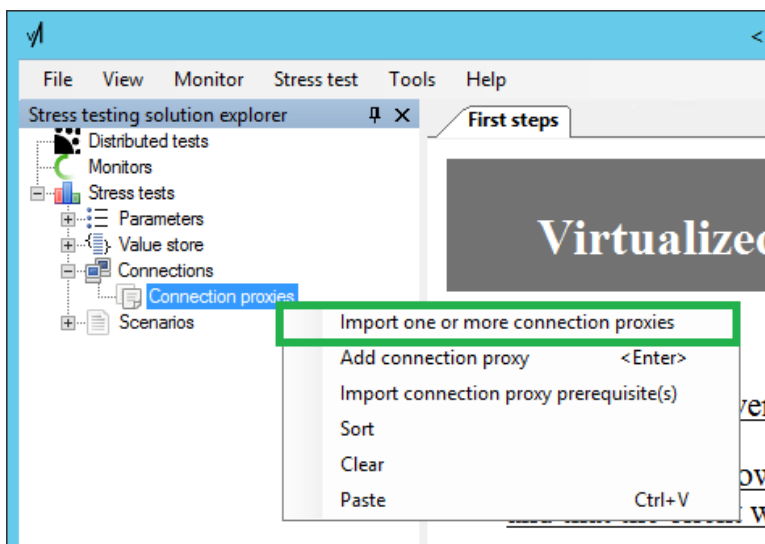 <
File View Monitor Stress test Tools Help
Stress testing solution explorer
First steps
Distributed tests
Monitors
Stress tests
Parameters
Value store
Connections
Connection proxies
Scenarios
Virtualized
Import one or more connection proxies
Add connection proxy <Enter>
Import connection proxy prerequisite(s)
Sort
Clear
Paste Ctrl+V